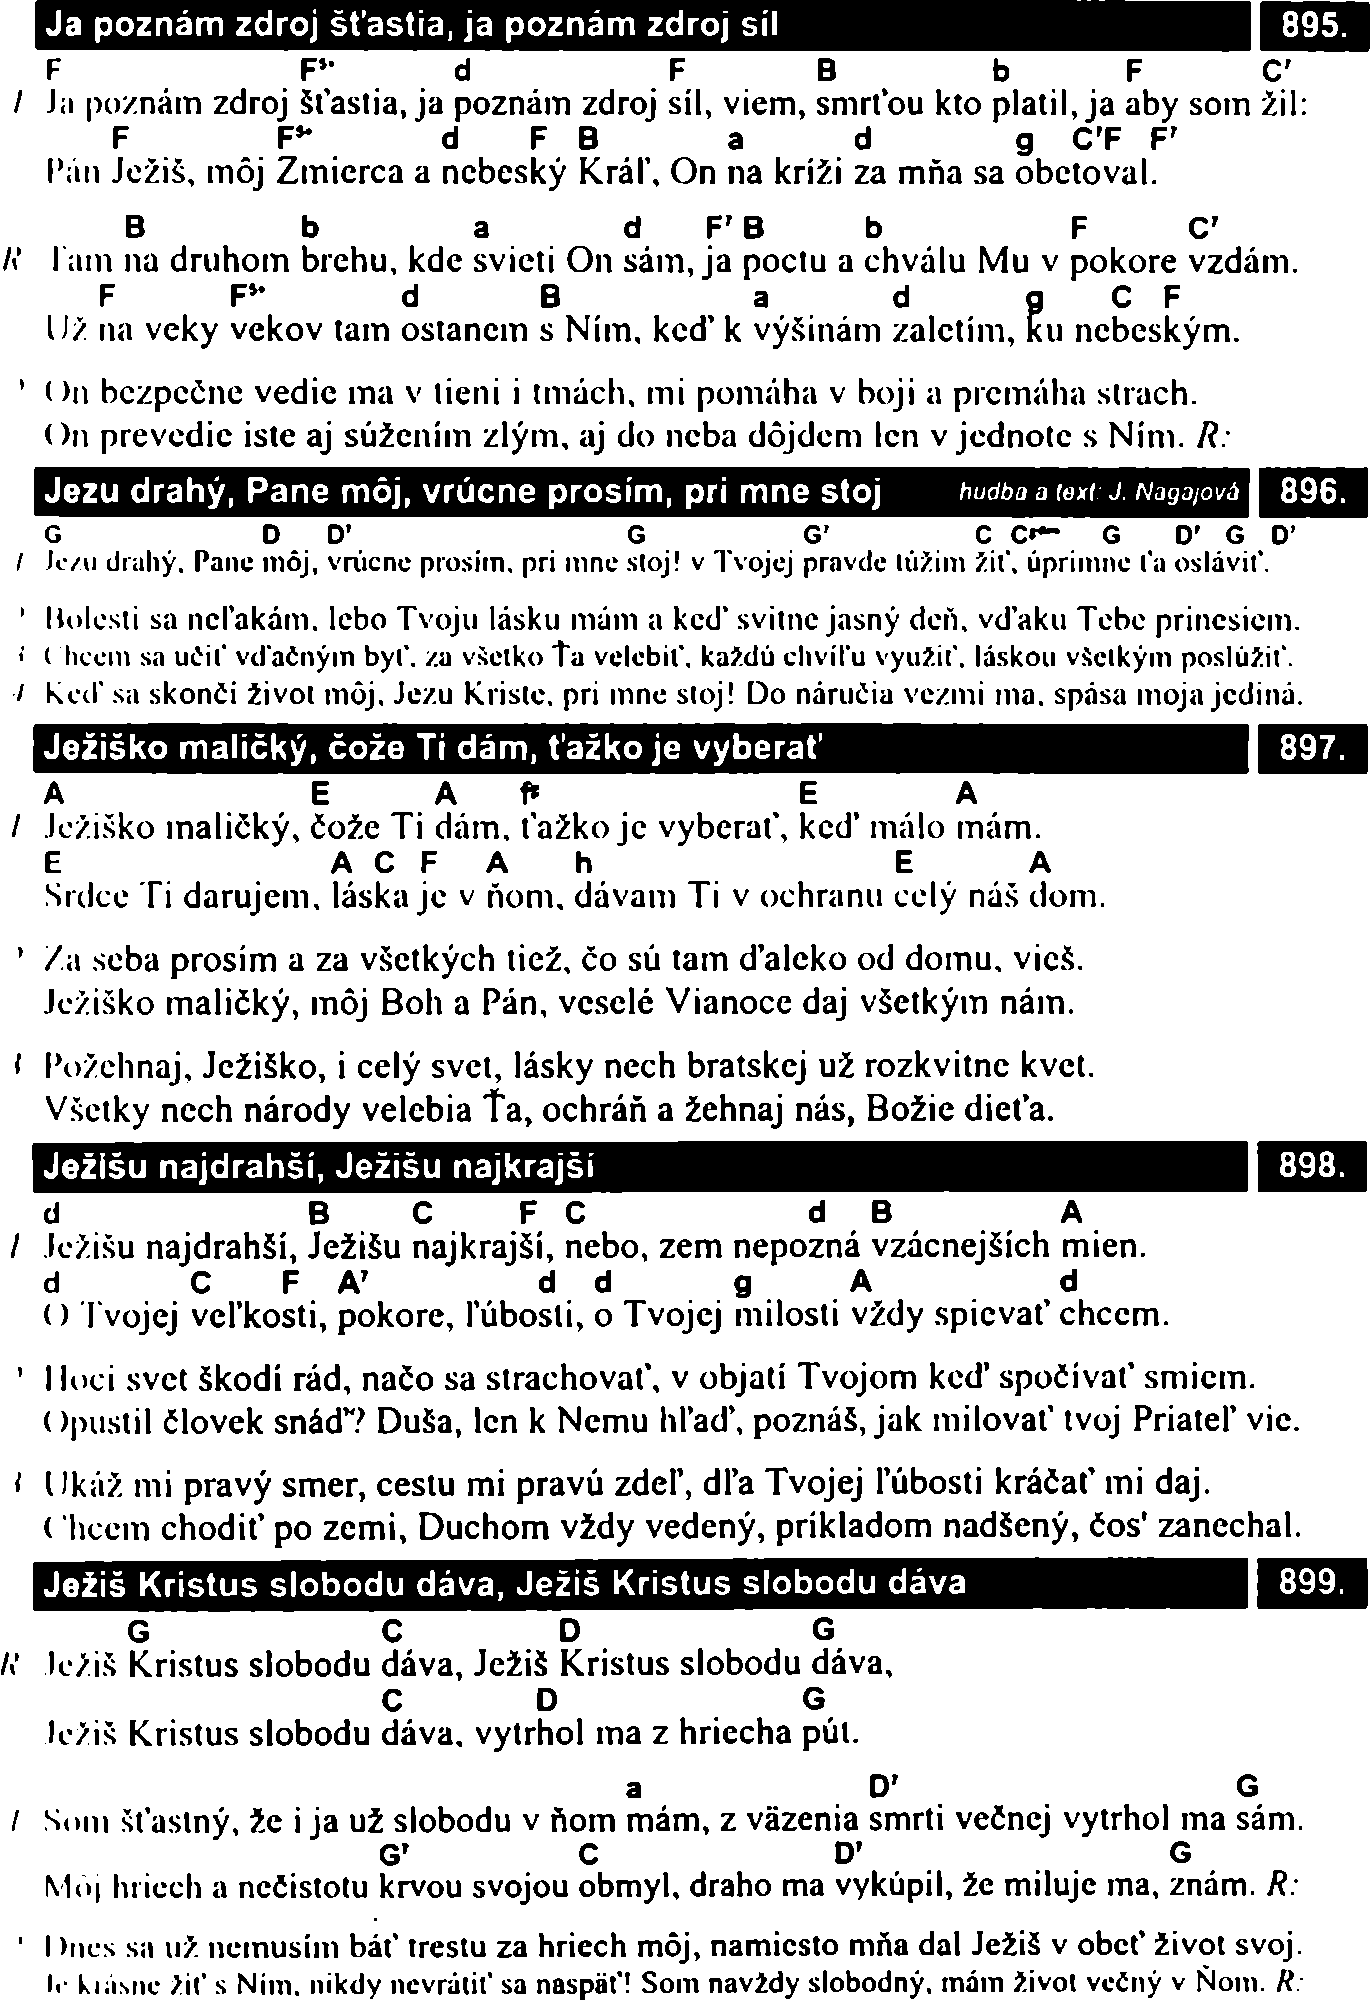 Ja poznám zdroj šťastia, ja poznám zdroj síl 895.
F F⁵⁺ d F B b F C⁷
1 Ja poznám zdroj šťastia, ja poznám zdroj síl, viem, smrťou kto platil, ja aby som žil:
F F⁵⁺ d F B a d g C⁷F F⁷
Pán Ježiš, môj Zmierca a nebeský Kráľ, On na kríži za mňa sa obetoval.
B b a d F⁷ B b F C⁷
R: Tam na druhom brehu, kde svieti On sám, ja poctu a chválu Mu v pokore vzdám.
F F⁵⁺ d B a d g C F
Už na veky vekov tam ostanem s Ním, keď k výšinám zaletím, ku nebeským.
2 On bezpečne vedie ma v tieni i tmách, mi pomáha v boji a premáha strach.
On prevedie iste aj súžením zlým, aj do neba dôjdem len v jednote s Ním. R:
Jezu drahý, Pane môj, vrúcne prosím, pri mne stoj hudba a text: J. Nagajová 896.
G D D⁷ G G⁷ C G D⁷ G D⁷
1 Jezu drahý, Pane môj, vrúcne prosím, pri mne stoj! v Tvojej pravde túžim žiť, úprimne ťa osláviť.
2 Bolesti sa neľakám, lebo Tvoju lásku mám a keď svitne jasný deň, vďaku Tebe prinesiem.
3 Chcem sa učiť vďačným byť, za všetko Ťa velebiť, každú chvíľu využiť, láskou všetkým poslúžiť.
4 Keď sa skončí život môj, Jezu Kriste, pri mne stoj! Do náručia vezmi ma, spása moja jediná.
Ježiško maličký, čože Ti dám, ťažko je vyberať 897.
A E A E A
1 Ježiško maličký, čože Ti dám, ťažko je vyberať, keď málo mám.
E A C F A h E A
Srdce Ti darujem, láska je v ňom, dávam Ti v ochranu celý náš dom.
2 Za seba prosím a za všetkých tiež, čo sú tam ďaleko od domu, vieš.
Ježiško maličký, môj Boh a Pán, veselé Vianoce daj všetkým nám.
3 Požehnaj, Ježiško, i celý svet, lásky nech bratskej už rozkvitne kvet.
Všetky nech národy velebia Ťa, ochráň a žehnaj nás, Božie dieťa.
Ježišu najdrahší, Ježišu najkrajší 898.
d B C F C d B A
1 Ježišu najdrahší, Ježišu najkrajší, nebo, zem nepozná vzácnejších mien.
d C F A⁷ d d g A d
O Tvojej veľkosti, pokore, ľúbosti, o Tvojej milosti vždy spievať chcem.
2 Hoci svet škodí rád, načo sa strachovať, v objatí Tvojom keď spočívať smiem.
Opustil človek snáď? Duša, len k Nemu hľaď, poznáš, jak milovať tvoj Priateľ vie.
3 Ukáž mi pravý smer, cestu mi pravú zdeľ, dľa Tvojej ľúbosti kráčať mi daj.
Chcem chodiť po zemi, Duchom vždy vedený, príkladom nadšený, čos' zanechal.
Ježiš Kristus slobodu dáva, Ježiš Kristus slobodu dáva 899.
G C D G
R: Ježiš Kristus slobodu dáva, Ježiš Kristus slobodu dáva,
C D G
Ježiš Kristus slobodu dáva, vytrhol ma z hriecha pút.
a D⁷ G
1 Som šťastný, že i ja už slobodu v ňom mám, z väzenia smrti večnej vytrhol ma sám.
G⁷ C D⁷ G
Môj hriech a nečistotu krvou svojou obmyl, draho ma vykúpil, že miluje ma, znám. R:
2 Dnes sa už nemusím báť trestu za hriech môj, namiesto mňa dal Ježiš v obeť život svoj.
Je krásne žiť s Ním, nikdy nevrátiť sa naspäť! Som navždy slobodný, mám život večný v Ňom. R: